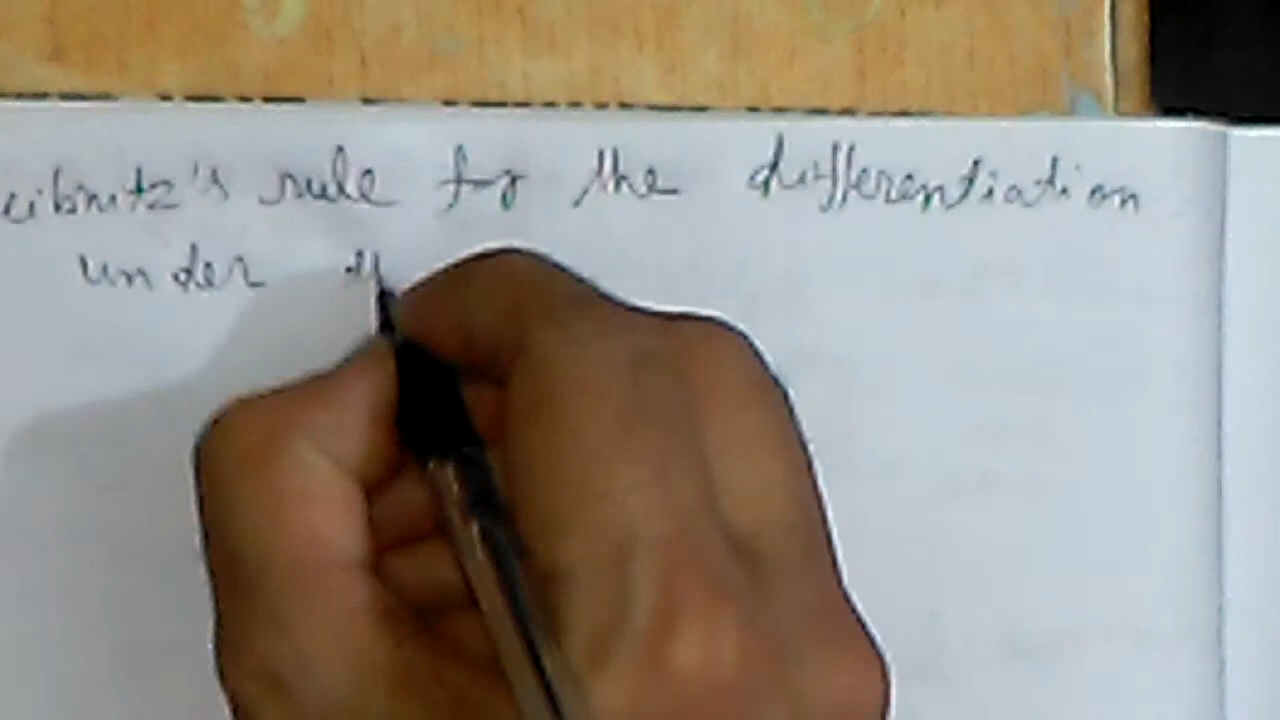 eibnitz's rule for the differentiation
under